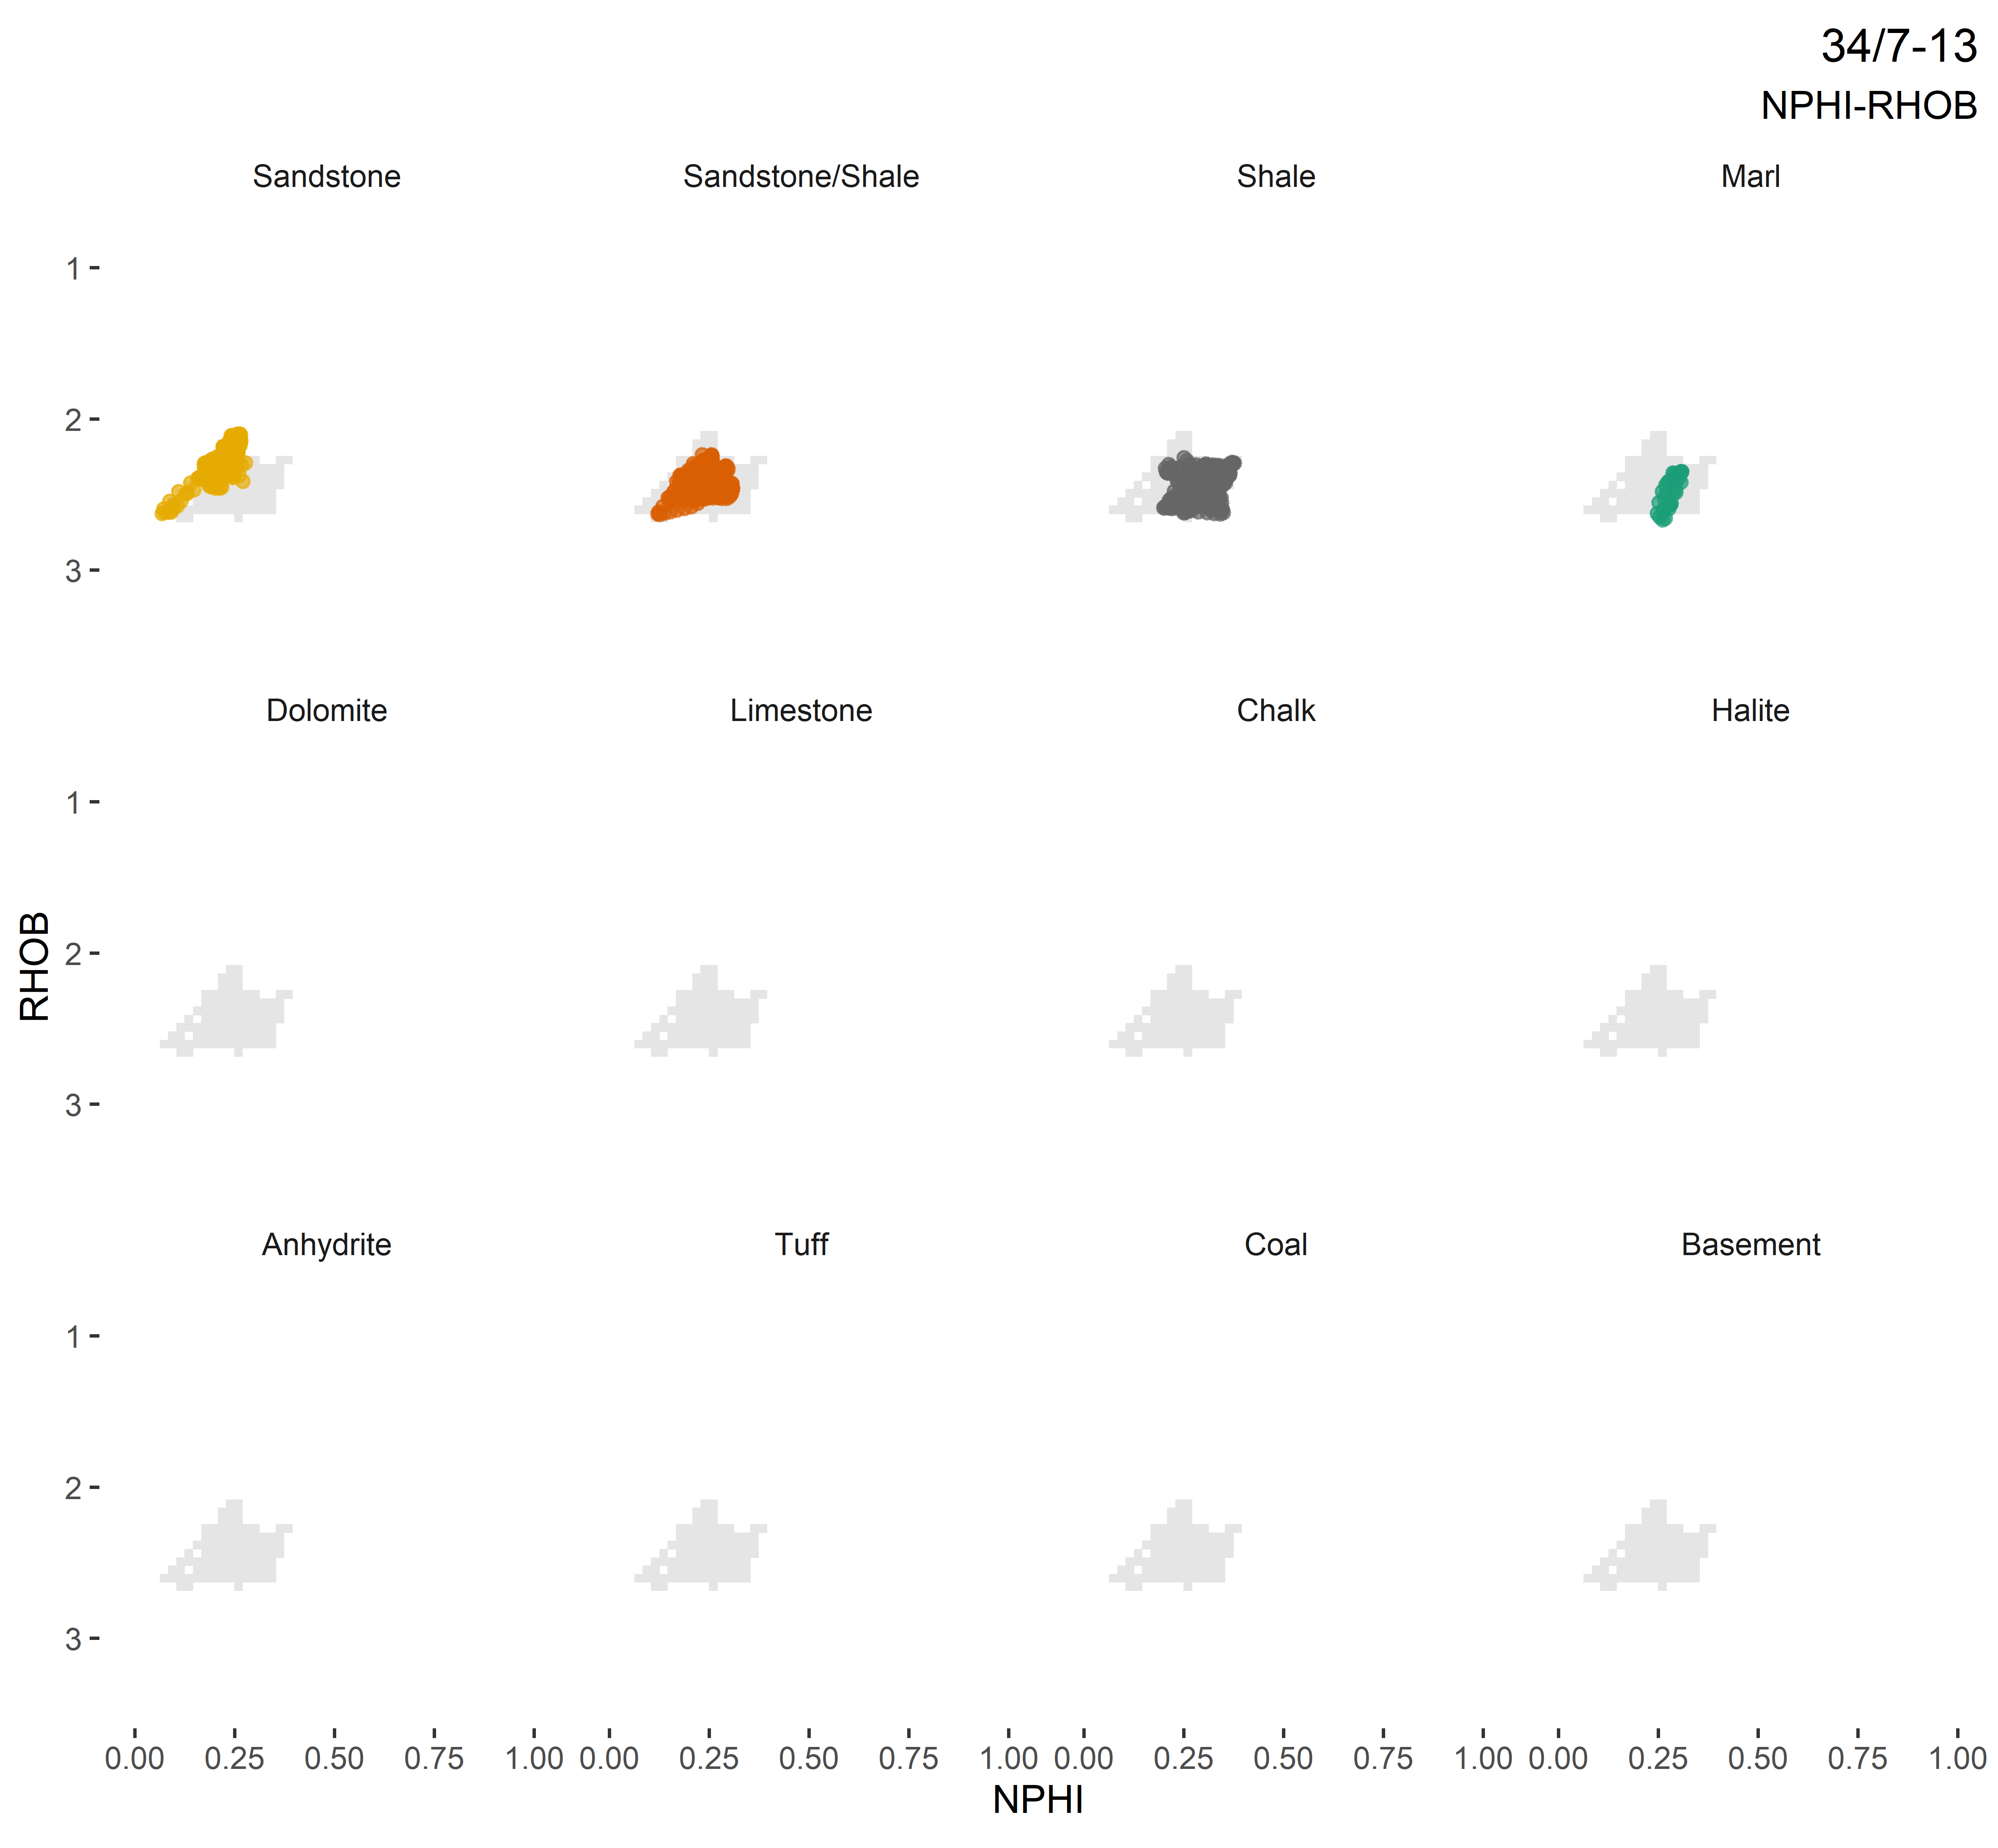 34/7-13
NPHI-RHOB
Sandstone Sandstone/Shale Shale Marl
1
2
3
Dolomite Limestone Chalk Halite
1
2
3
RHOB
Anhydrite Tuff Coal Basement
1
2
3
0.00 0.25 0.50 0.75 1.00 0.00 0.25 0.50 0.75 1.00 0.00 0.25 0.50 0.75 1.00 0.00 0.25 0.50 0.75 1.00
NPHI